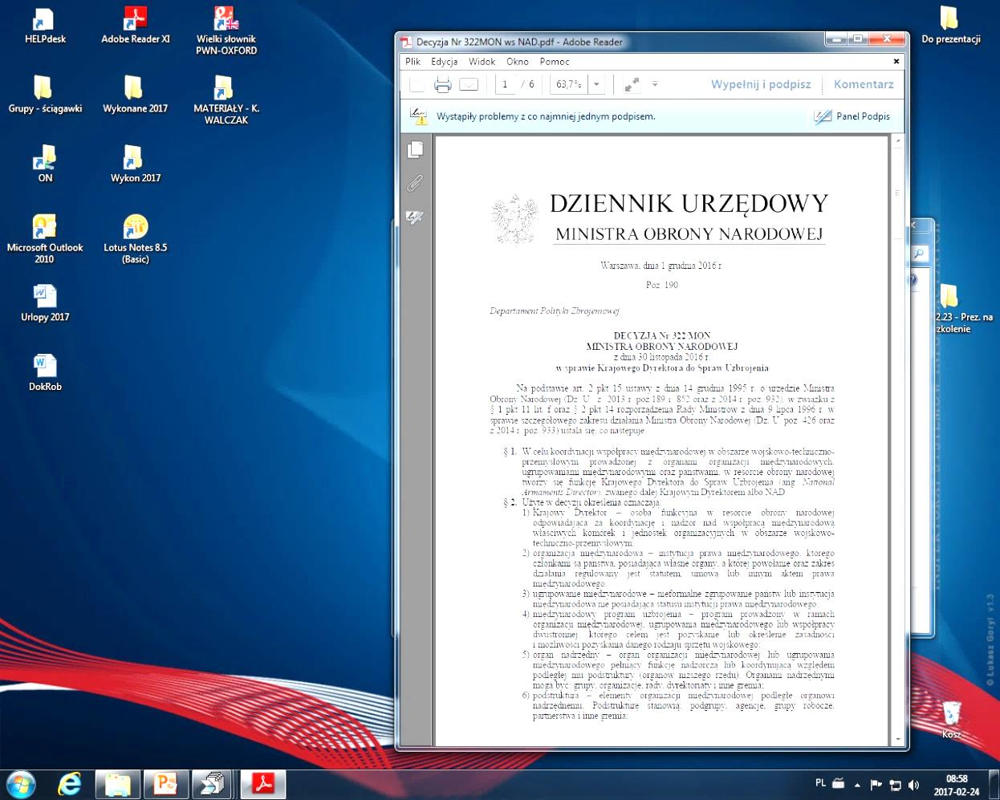 HELPdesk
Adobe Reader XI
Wielki słownik
PWN-OXFORD
Do prezentacji
Grupy - ściągawki
Wykonane 2017
MATERIAŁY - K.
WALCZAK
ON
Wykon 2017
Microsoft Outlook
2010
Lotus Notes 8.5
(Basic)
Urlopy 2017
DokRob
Decyzja Nr 322MON ws NAD.pdf - Adobe Reader
Plik Edycja Widok Okno Pomoc
1 / 6 63,7% Wypełnij i podpisz Komentarz
Wystąpiły problemy z co najmniej jednym podpisem. Panel Podpis
DZIENNIK URZĘDOWY
MINISTRA OBRONY NARODOWEJ
Warszawa, dnia 1 grudnia 2016 r.
Poz. 190
Departament Polityki Zbrojeniowej
DECYZJA Nr 322/MON
MINISTRA OBRONY NARODOWEJ
z dnia 30 listopada 2016 r.
w sprawie Krajowego Dyrektora do Spraw Uzbrojenia
Na podstawie art. 2 pkt 15 ustawy z dnia 14 grudnia 1995 r. o urzędzie Ministra
Obrony Narodowej (Dz. U. z 2013 r. poz 189 i 852 oraz z 2014 r. poz. 932), w związku z
§ 1 pkt 11 lit. f oraz § 2 pkt 14 rozporządzenia Rady Ministrów z dnia 9 lipca 1996 r. w
sprawie szczegółowego zakresu działania Ministra Obrony Narodowej (Dz. U. poz. 426 oraz
z 2014 r. poz. 933) ustala się, co następuje:
§ 1. W celu koordynacji współpracy międzynarodowej w obszarze wojskowo-techniczno-
przemysłowym prowadzonej z organami organizacji międzynarodowych,
ugrupowaniami międzynarodowymi oraz państwami, w resorcie obrony narodowej
tworzy się funkcję Krajowego Dyrektora do Spraw Uzbrojenia (ang. National
Armaments Director), zwanego dalej Krajowym Dyrektorem albo NAD.
§ 2. Użyte w decyzji określenia oznaczają:
1) Krajowy Dyrektor – osoba funkcyjna w resorcie obrony narodowej
odpowiadająca za koordynację i nadzór nad współpracą międzynarodową
właściwych komórek i jednostek organizacyjnych w obszarze wojskowo-
techniczno-przemysłowym;
2) organizacja międzynarodowa – instytucja prawa międzynarodowego, którego
członkami są państwa, posiadająca własne organy, a której powołanie oraz zakres
działania regulowany jest statutem, umową lub innym aktem prawa
międzynarodowego;
3) ugrupowanie międzynarodowe – nieformalne zgrupowanie państw lub instytucja
międzynarodowa nie posiadająca statusu instytucji prawa międzynarodowego;
4) międzynarodowy program uzbrojenia – program prowadzony w ramach
organizacji międzynarodowej, ugrupowania międzynarodowego lub współpracy
dwustronnej, którego celem jest pozyskanie lub określenie zasadności
i możliwości pozyskania danego rodzaju sprzętu wojskowego;
5) organ nadrzędny – organ organizacji międzynarodowej lub ugrupowania
międzynarodowego pełniący funkcję nadzorczą lub koordynującą względem
podległej mu podstruktury (organów niższego rzędu). Organami nadrzędnymi
mogą być: grupy, organizacje, rady, dyrektoriaty i inne gremia;
6) podstruktura – elementy organizacji międzynarodowej podległe organowi
nadrzędnemu. Podstrukturę stanowią: podgrupy, agencje, grupy robocze,
partnerstwa i inne gremia;
2.23 - Prez. na
zkolenie
© Łukasz Goryl v1.3
Kosz
PL
08:58
2017-02-24